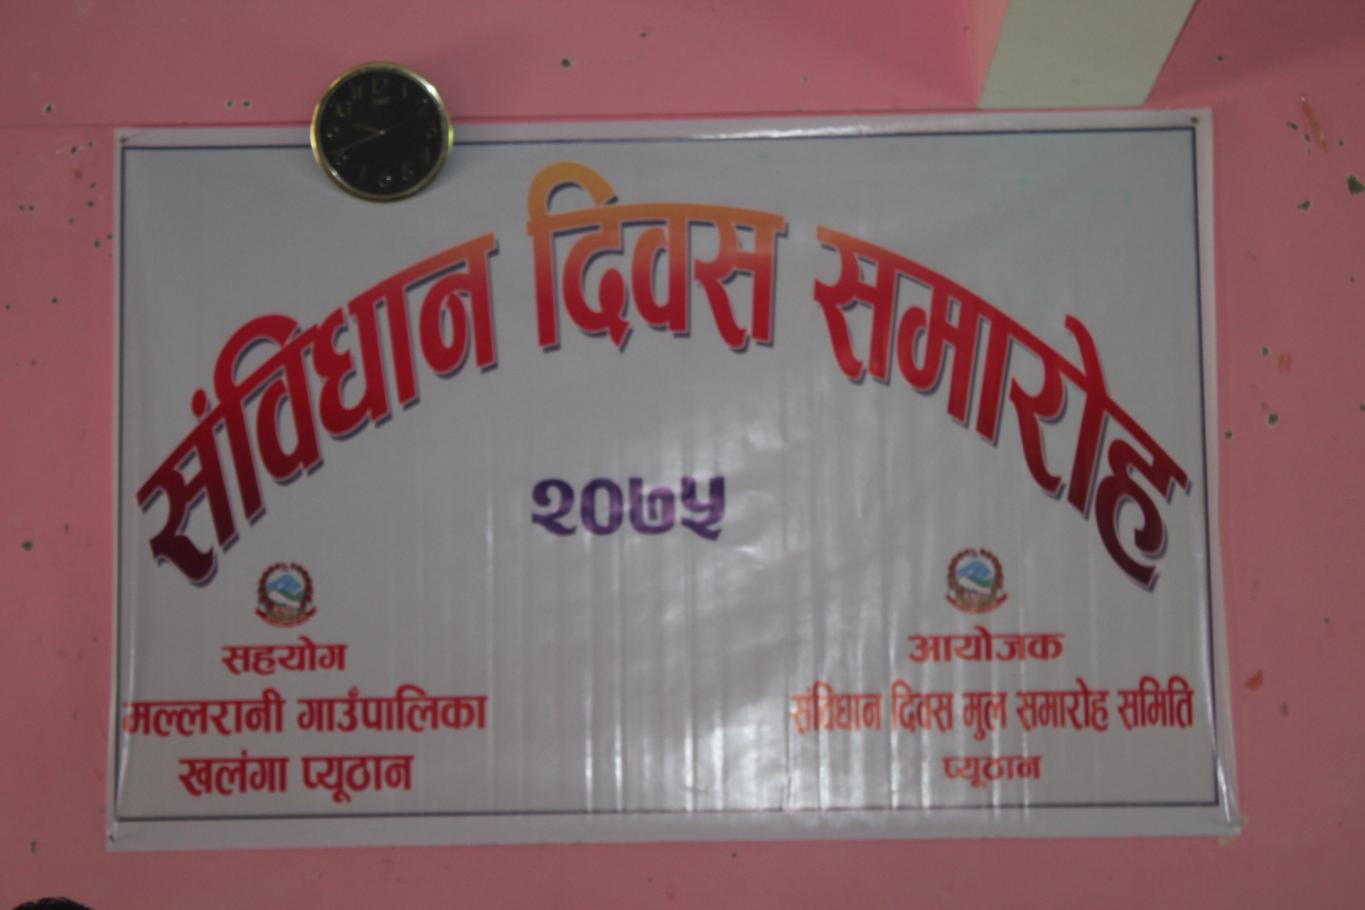 संविधान दिवस समारोह
२०७५
सहयोग
मल्लरानी गाउँपालिका
खलंगा प्यूठान
आयोजक
संविधान दिवस मुल समारोह समिति
प्यूठान